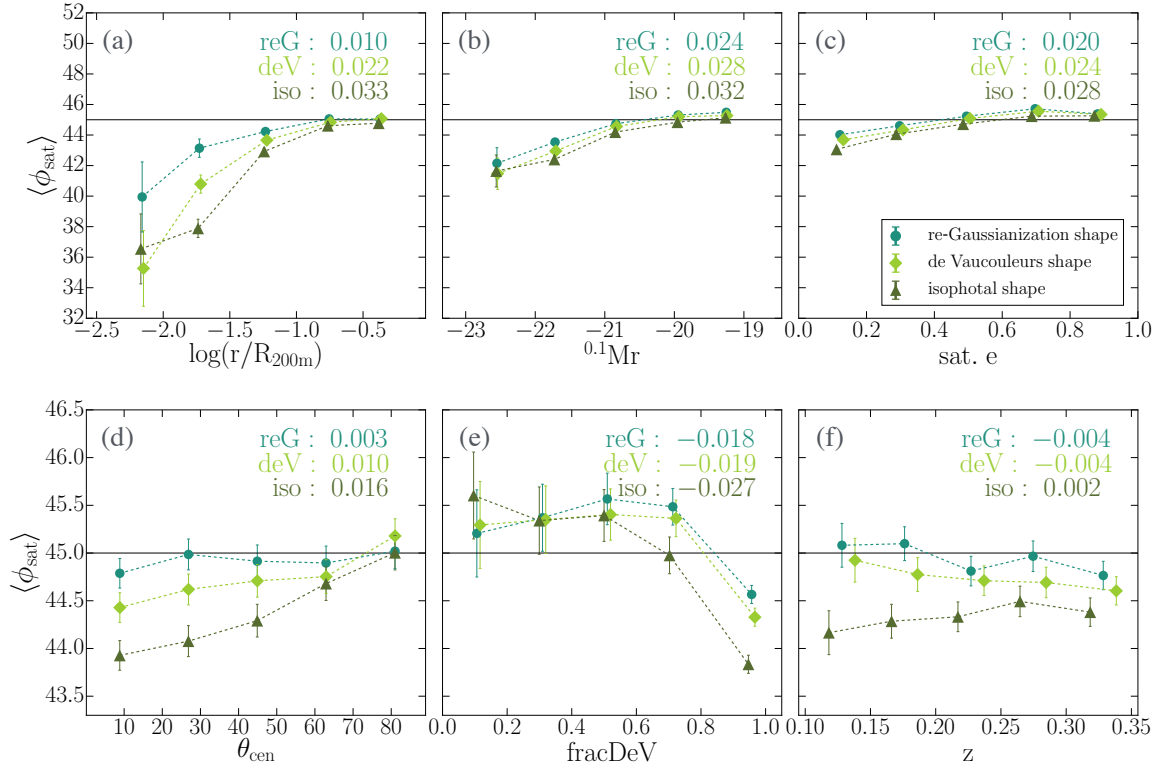 (a)
reG : 0.010
deV : 0.022
iso : 0.033
52
50
48
46
44
42
40
38
36
34
32
⟨ϕsat⟩
−2.5 −2.0 −1.5 −1.0 −0.5
log(r/R200m)
(b)
reG : 0.024
deV : 0.028
iso : 0.032
−23 −22 −21 −20 −19
0.1Mr
(c)
reG : 0.020
deV : 0.024
iso : 0.028
re-Gaussianization shape
de Vaucouleurs shape
isophotal shape
0.0 0.2 0.4 0.6 0.8 1.0
sat. e
(d)
reG : 0.003
deV : 0.010
iso : 0.016
46.5
46.0
45.5
45.0
44.5
44.0
43.5
⟨ϕsat⟩
10 20 30 40 50 60 70 80
θcen
(e)
reG : −0.018
deV : −0.019
iso : −0.027
0.0 0.2 0.4 0.6 0.8 1.0
fracDeV
(f)
reG : −0.004
deV : −0.004
iso : 0.002
0.10 0.15 0.20 0.25 0.30 0.35
z